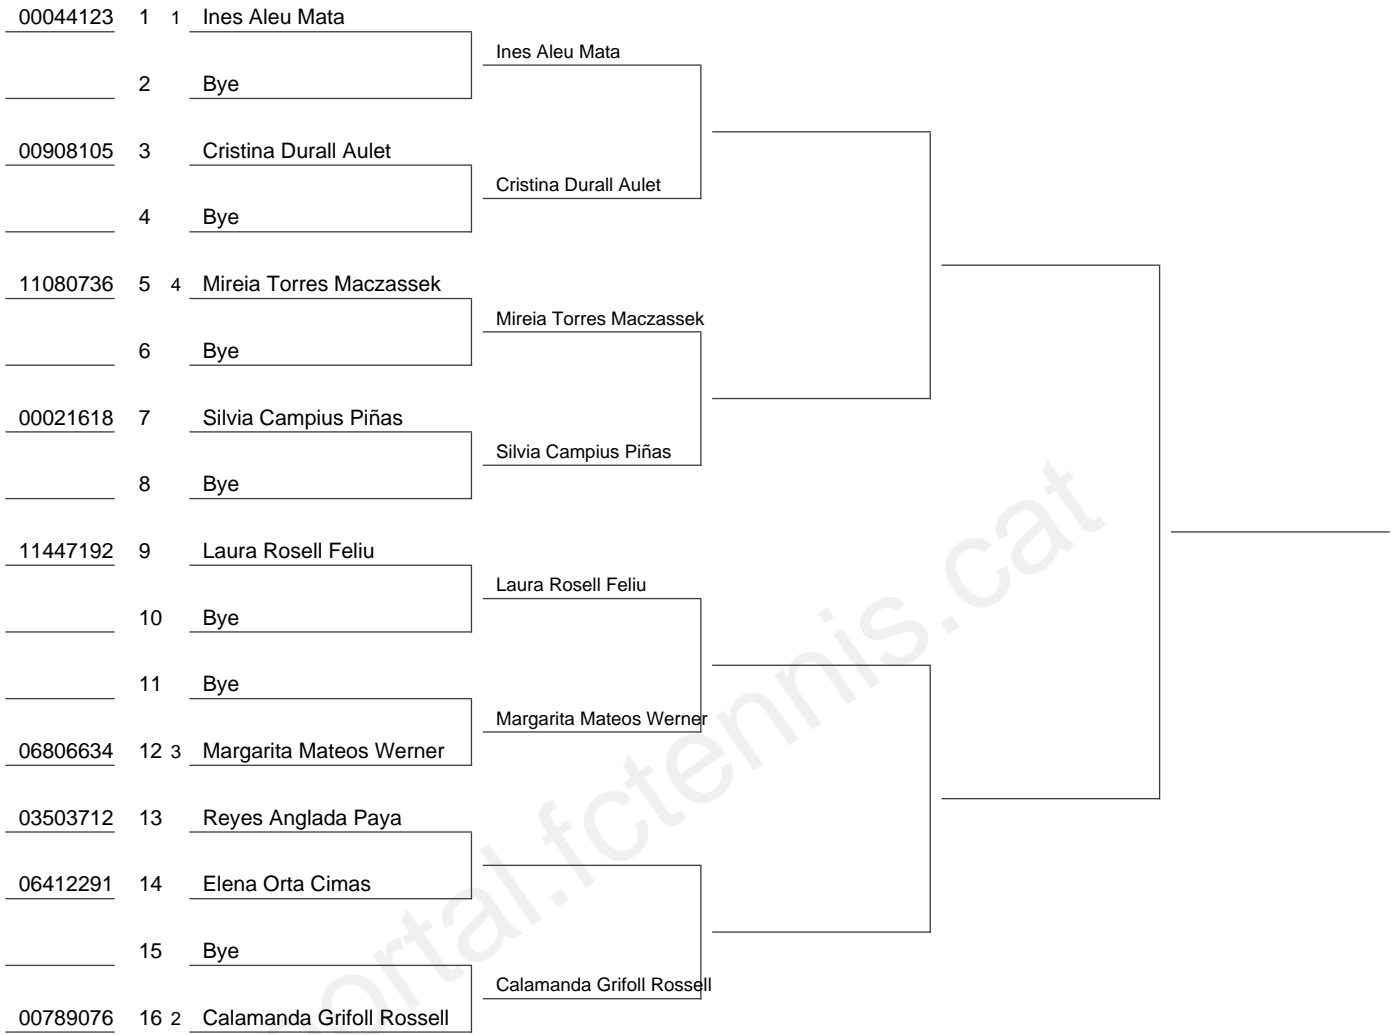 00044123 1 1 Ines Aleu Mata
Ines Aleu Mata
2 Bye
00908105 3 Cristina Durall Aulet
Cristina Durall Aulet
4 Bye
11080736 5 4 Mireia Torres Maczassek
Mireia Torres Maczassek
6 Bye
00021618 7 Silvia Campius Piñas
Silvia Campius Piñas
8 Bye
11447192 9 Laura Rosell Feliu
Laura Rosell Feliu
10 Bye
11 Bye
Margarita Mateos Werner
06806634 12 3 Margarita Mateos Werner
03503712 13 Reyes Anglada Paya
06412291 14 Elena Orta Cimas
15 Bye
Calamanda Grifoll Rossell
00789076 16 2 Calamanda Grifoll Rossell
portal.fctennis.cat